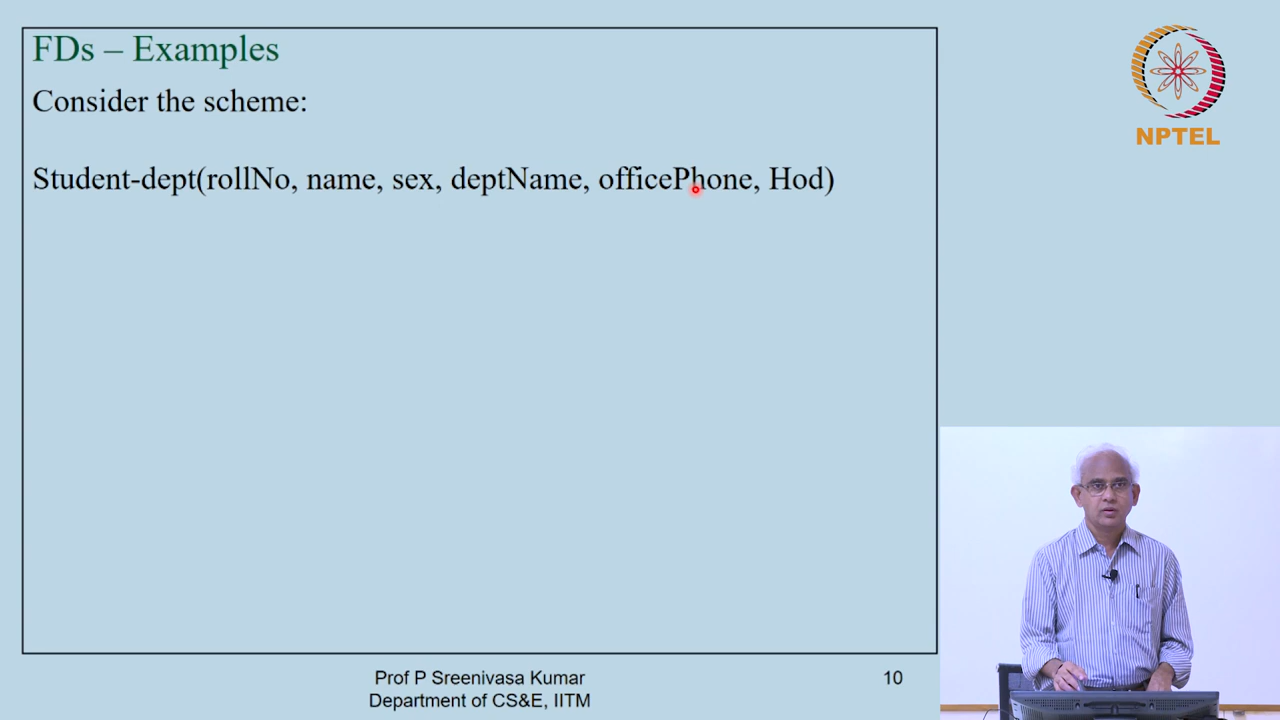 FDs – Examples
Consider the scheme:
Student-dept(rollNo, name, sex, deptName, officePhone, Hod)
NPTEL
Prof P Sreenivasa Kumar
Department of CS&E, IITM
10